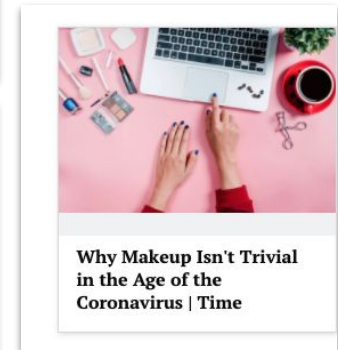 Why Makeup Isn't Trivial
in the Age of the
Coronavirus | Time